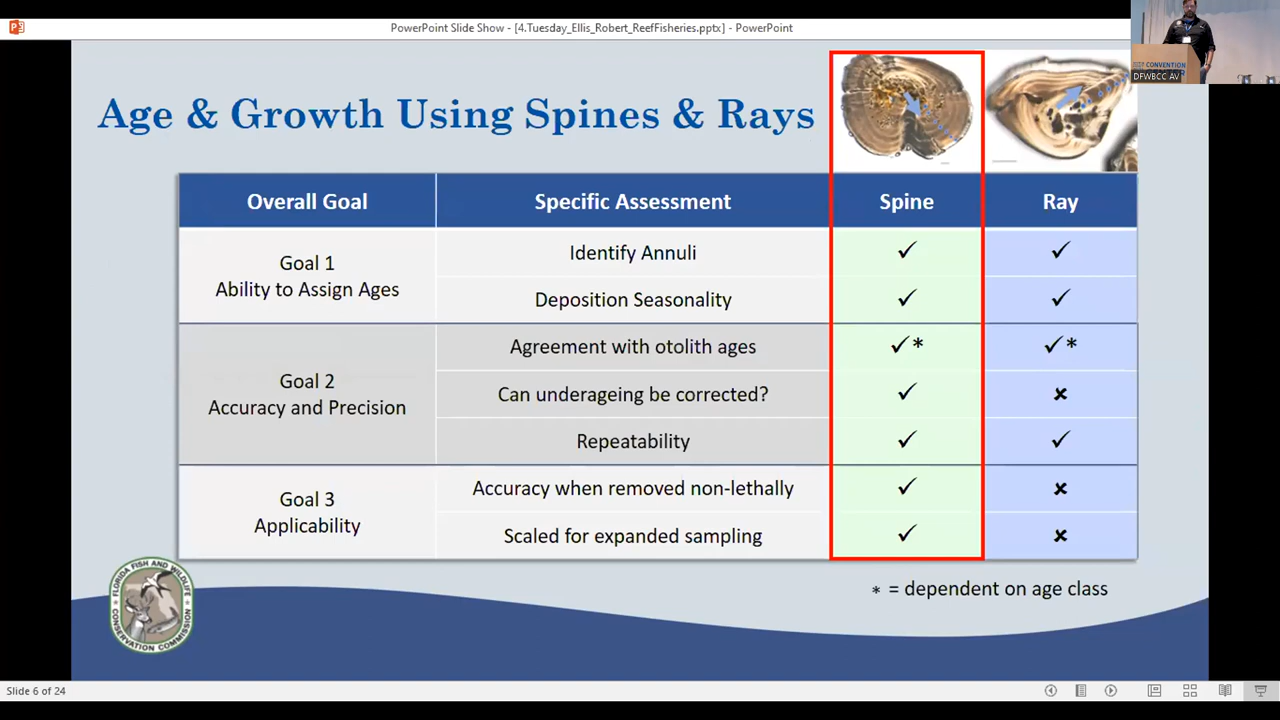 PowerPoint Slide Show - [4.Tuesday_Ellis_Robert_ReefFisheries.pptx] - PowerPoint
DFWBCC AV
Age & Growth Using Spines & Rays
Overall Goal
Specific Assessment
Spine
Ray
Goal 1
Ability to Assign Ages
Identify Annuli
✓
✓
Deposition Seasonality
✓
✓
Goal 2
Accuracy and Precision
Agreement with otolith ages
✓*
✓*
Can underageing be corrected?
✓
✘
Repeatability
✓
✓
Goal 3
Applicability
Accuracy when removed non-lethally
✓
✘
Scaled for expanded sampling
✓
✘
* = dependent on age class
FLORIDA FISH AND WILDLIFE
CONSERVATION COMMISSION
Slide 6 of 24